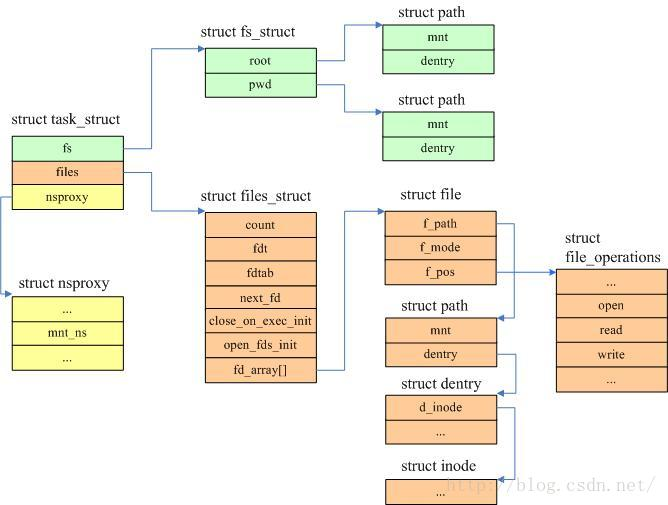 struct path
struct fs_struct
mnt
root
dentry
pwd
struct path
struct task_struct
mnt
fs
dentry
files
nsproxy
struct files_struct
struct file
count
f_path
fdt
f_mode
struct
file_operations
fdtab
f_pos
struct nsproxy
...
next_fd
...
open
close_on_exec_init
struct path
mnt_ns
mnt
read
open_fds_init
...
dentry
write
fd_array[]
...
struct dentry
d_inode
...
struct inode
...
http://blog.csdn.net/